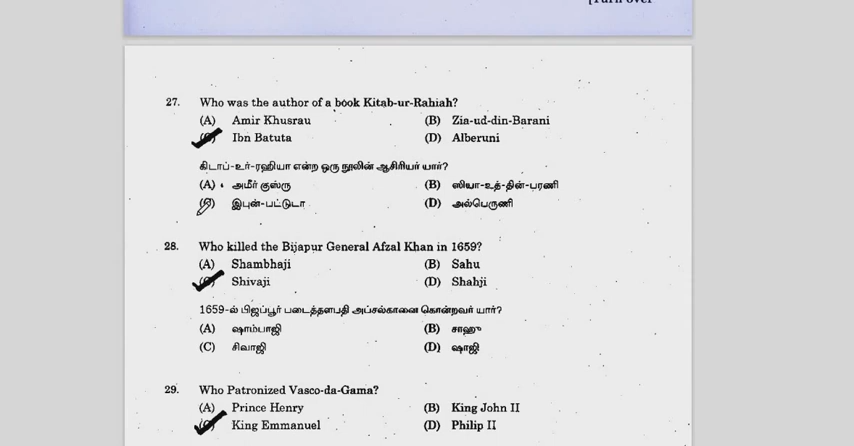 [Turn over
27. Who was the author of a book Kitab-ur-Rahiah?
(A) Amir Khusrau (B) Zia-ud-din-Barani
Ibn Batuta (D) Alberuni
கிடாப்-உர்-ரஹியா என்ற ஒரு நூலின் ஆசிரியர் யார்?
(A) அமீர் குஸ்ரு (B) ஸியா-உத்-தின்-பரணி
இபுன்-பட்டுடா (D) அல்பெருணி
28. Who killed the Bijapur General Afzal Khan in 1659?
(A) Shambhaji (B) Sahu
Shivaji (D) Shahji
1659-ல் பிஜப்பூர் படைத்தளபதி அப்சல்கானை கொன்றவர் யார்?
(A) ஷாம்பாஜி (B) சாஹு
(C) சிவாஜி (D) ஷாஜி
29. Who Patronized Vasco-da-Gama?
(A) Prince Henry (B) King John II
King Emmanuel (D) Philip II